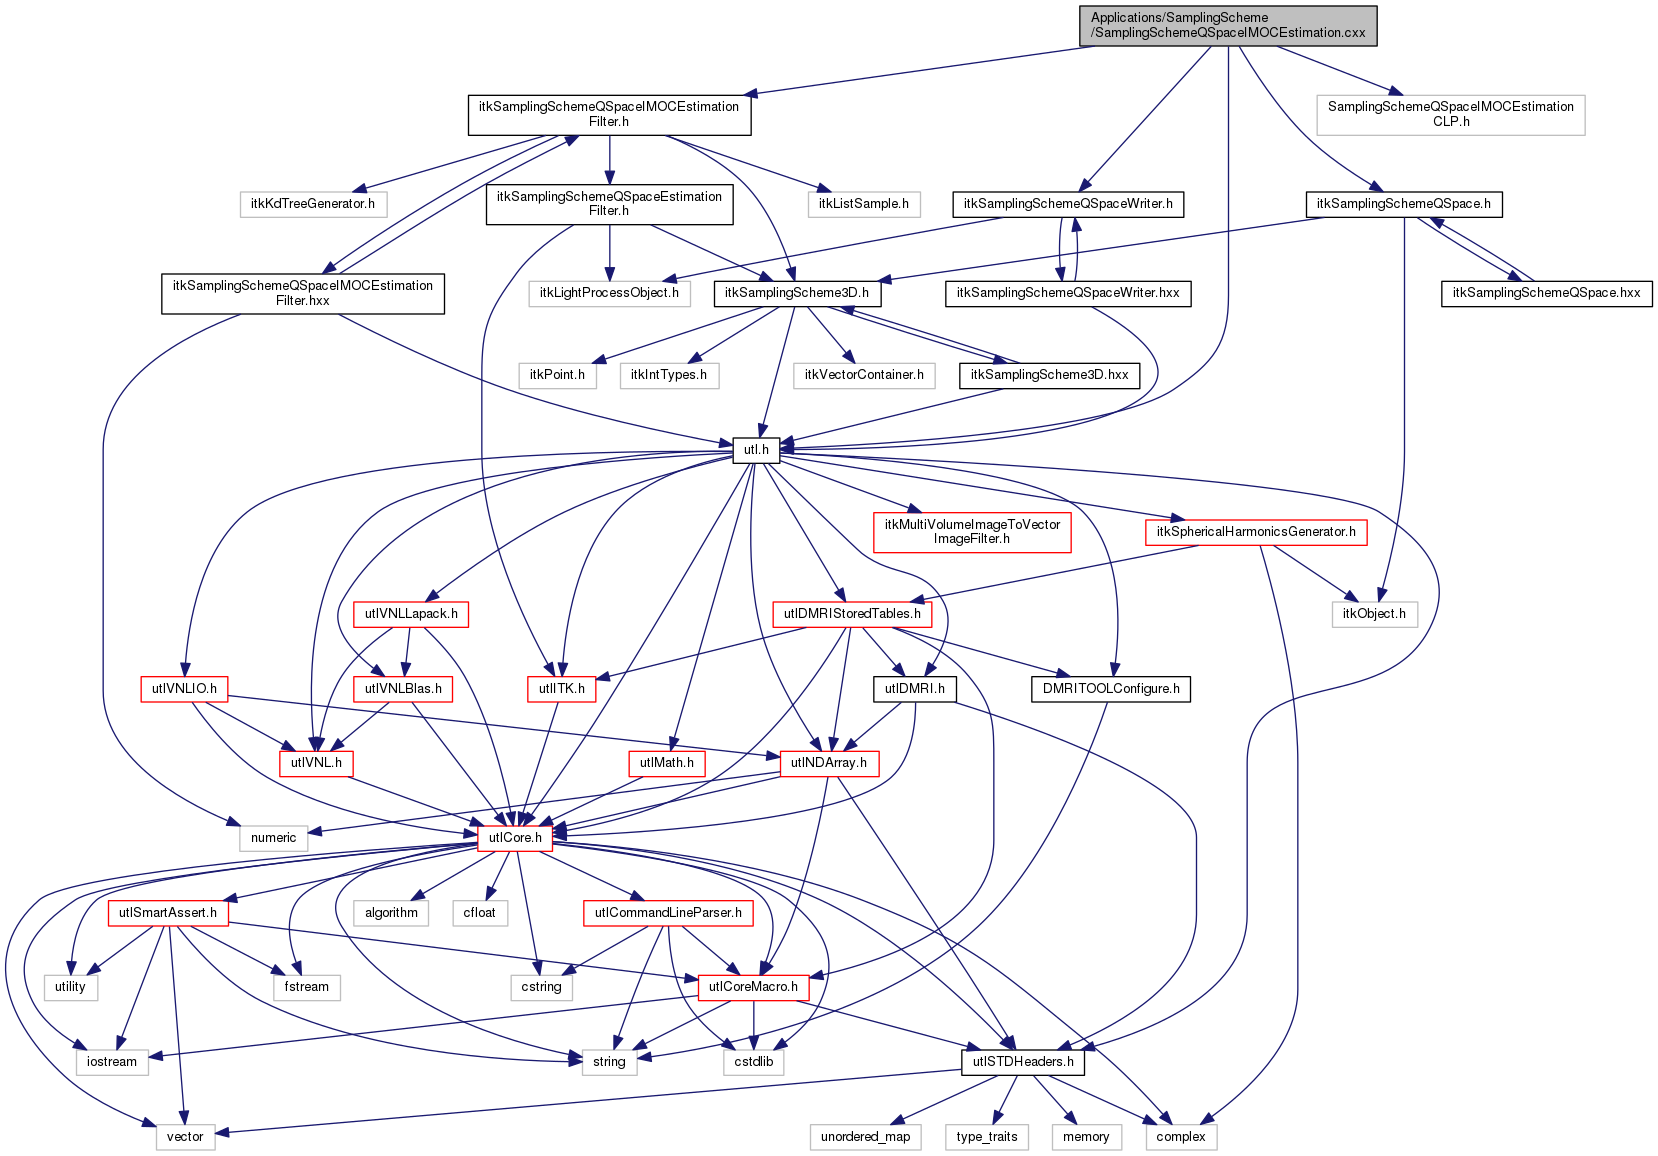 Applications/SamplingScheme
/SamplingSchemeQSpaceIMOCEstimation.cxx
itkSamplingSchemeQSpaceIMOCEstimation
Filter.h
SamplingSchemeQSpaceIMOCEstimation
CLP.h
itkKdTreeGenerator.h
itkSamplingSchemeQSpaceEstimation
Filter.h
itkListSample.h
itkSamplingSchemeQSpaceWriter.h
itkSamplingSchemeQSpace.h
itkSamplingSchemeQSpaceIMOCEstimation
Filter.hxx
itkLightProcessObject.h
itkSamplingScheme3D.h
itkSamplingSchemeQSpaceWriter.hxx
itkSamplingSchemeQSpace.hxx
itkPoint.h
itkIntTypes.h
itkVectorContainer.h
itkSamplingScheme3D.hxx
utl.h
itkMultiVolumeImageToVector
ImageFilter.h
itkSphericalHarmonicsGenerator.h
utlVNLLapack.h
utlDMRIStoredTables.h
itkObject.h
utlVNLIO.h
utlVNLBlas.h
utlITK.h
utlDMRI.h
DMRITOOLConfigure.h
utlVNL.h
utlMath.h
utlNDArray.h
numeric
utlCore.h
utlSmartAssert.h
algorithm
cfloat
utlCommandLineParser.h
utility
fstream
cstring
utlCoreMacro.h
iostream
string
cstdlib
utlSTDHeaders.h
vector
unordered_map
type_traits
memory
complex